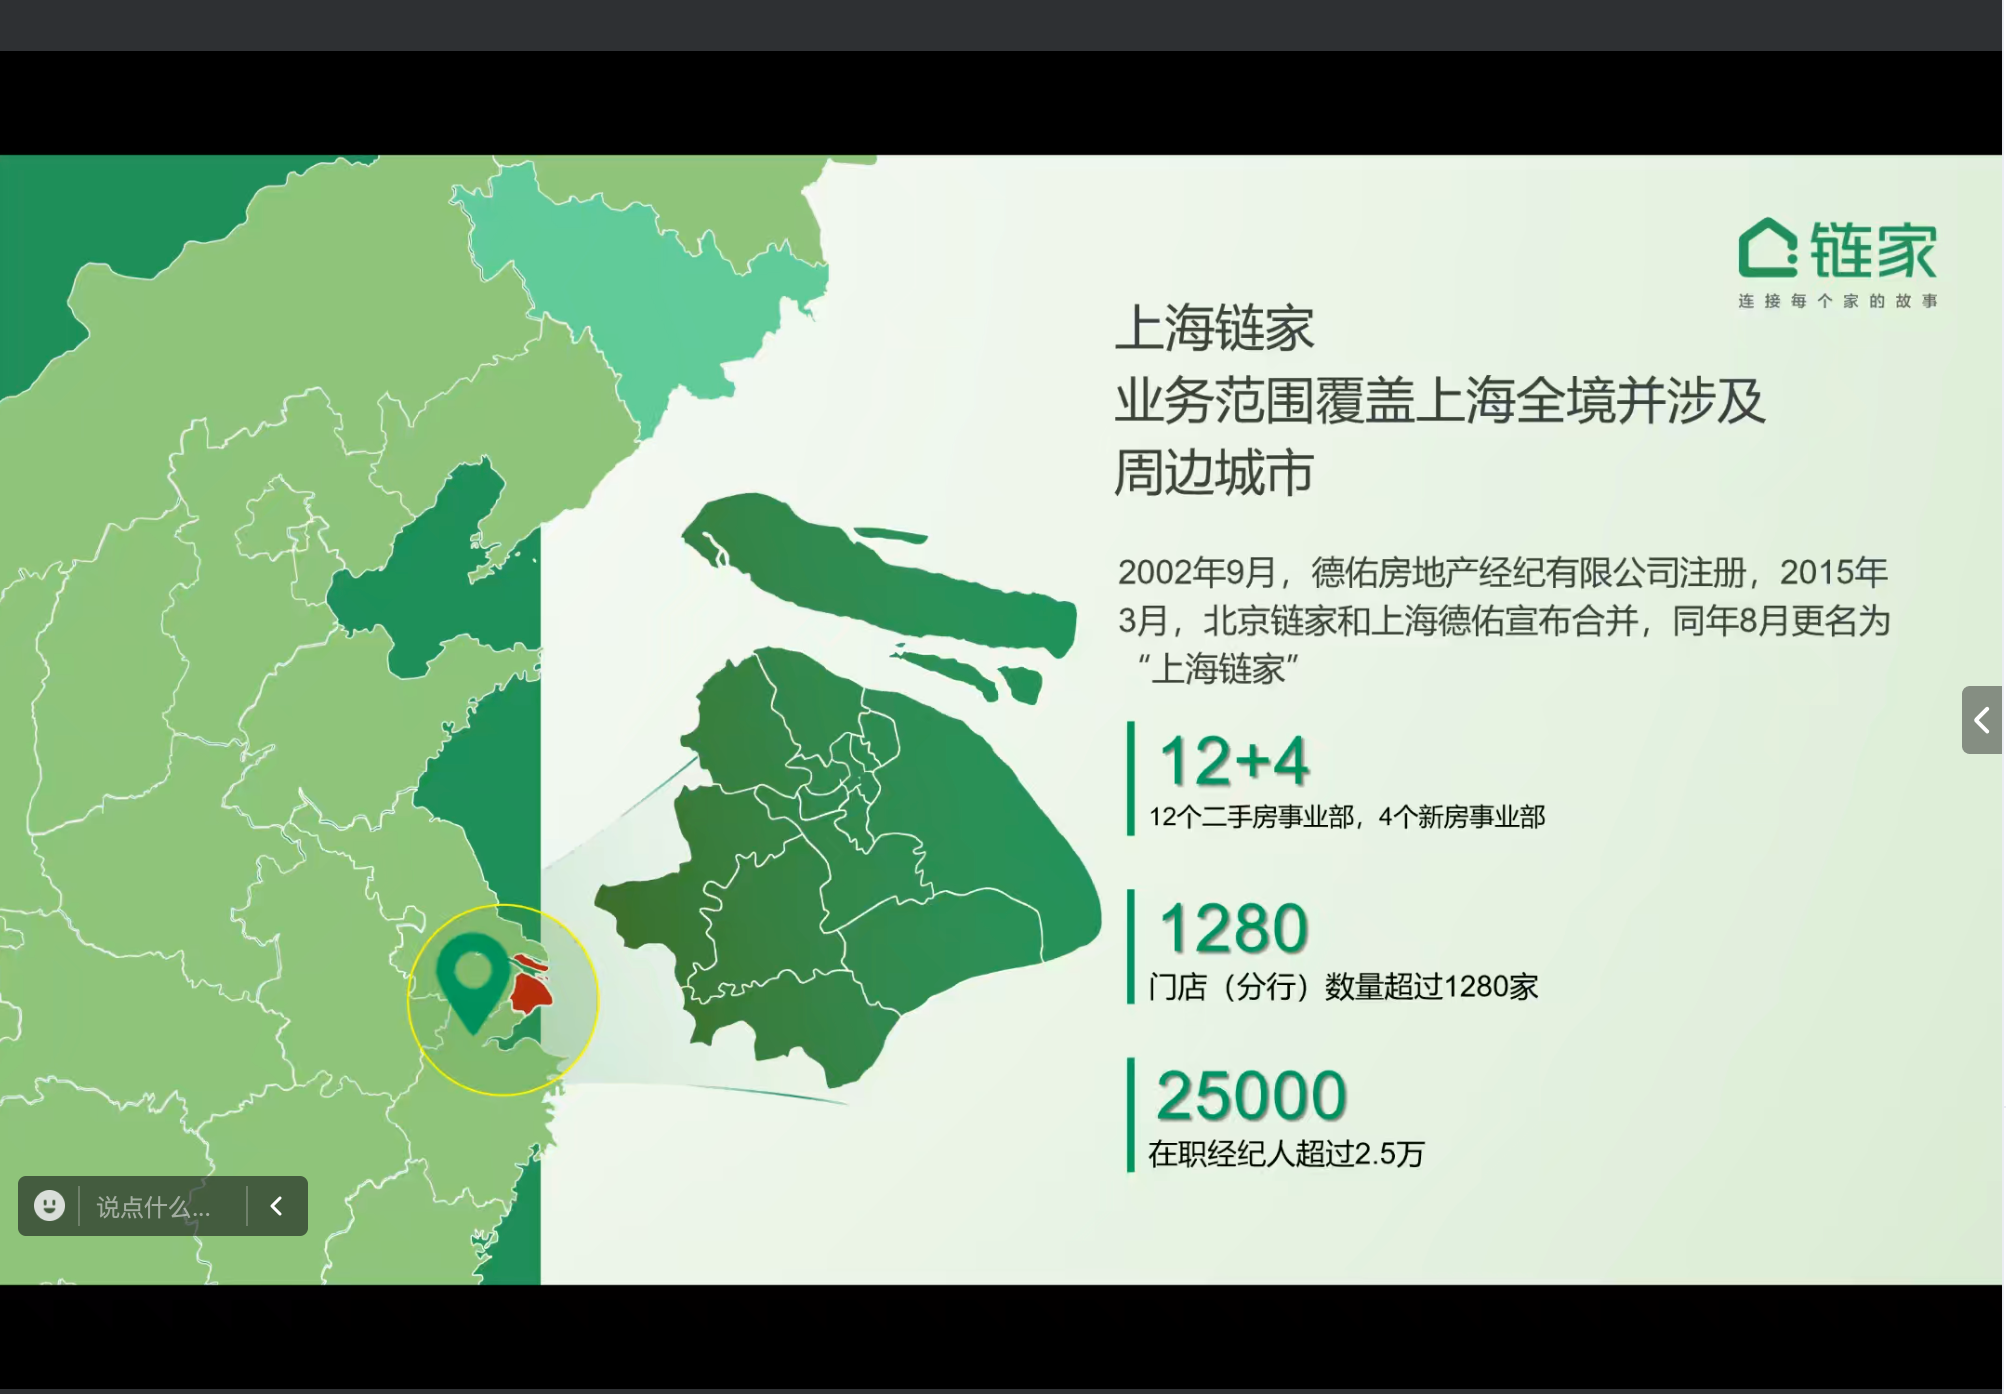 链家
连接每个家的故事
上海链家
业务范围覆盖上海全境并涉及
周边城市
2002年9月，德佑房地产经纪有限公司注册，2015年
3月，北京链家和上海德佑宣布合并，同年8月更名为
“上海链家”
12+4
12个二手房事业部，4个新房事业部
1280
门店（分行）数量超过1280家
25000
在职经纪人超过2.5万
说点什么...